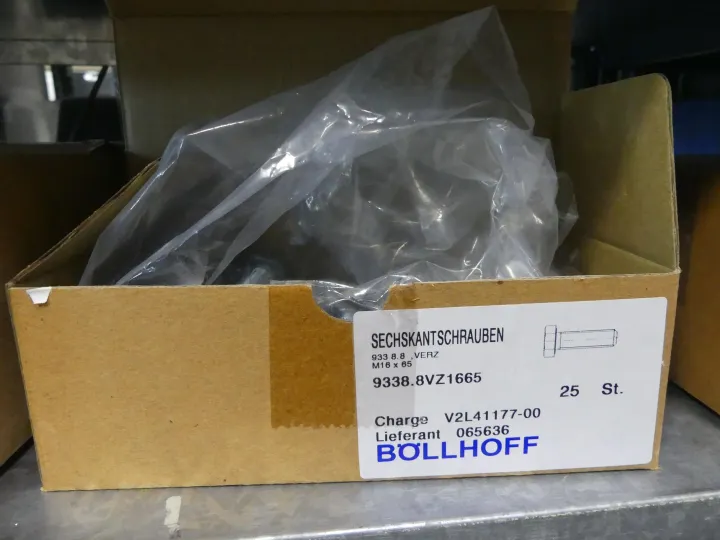 SECHSKANTSCHRAUBEN
933 8.8 ,VERZ
M16 x 65
9338.8VZ1665
25 St.
Charge V2L41177-00
Lieferant 065636
BÖLLHOFF